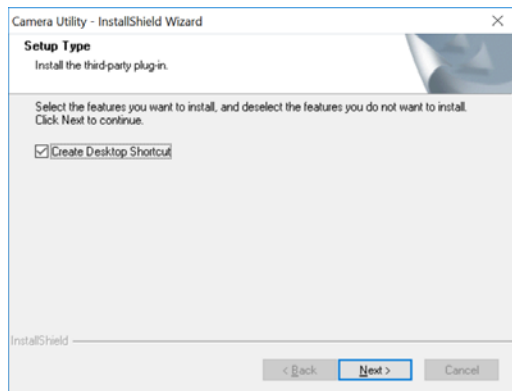 Camera Utility - InstallShield Wizard
Setup Type
Install the third-party plug-in.
Select the features you want to install, and deselect the features you do not want to install.
Click Next to continue.
Create Desktop Shortcut
InstallShield
< Back
Next >
Cancel